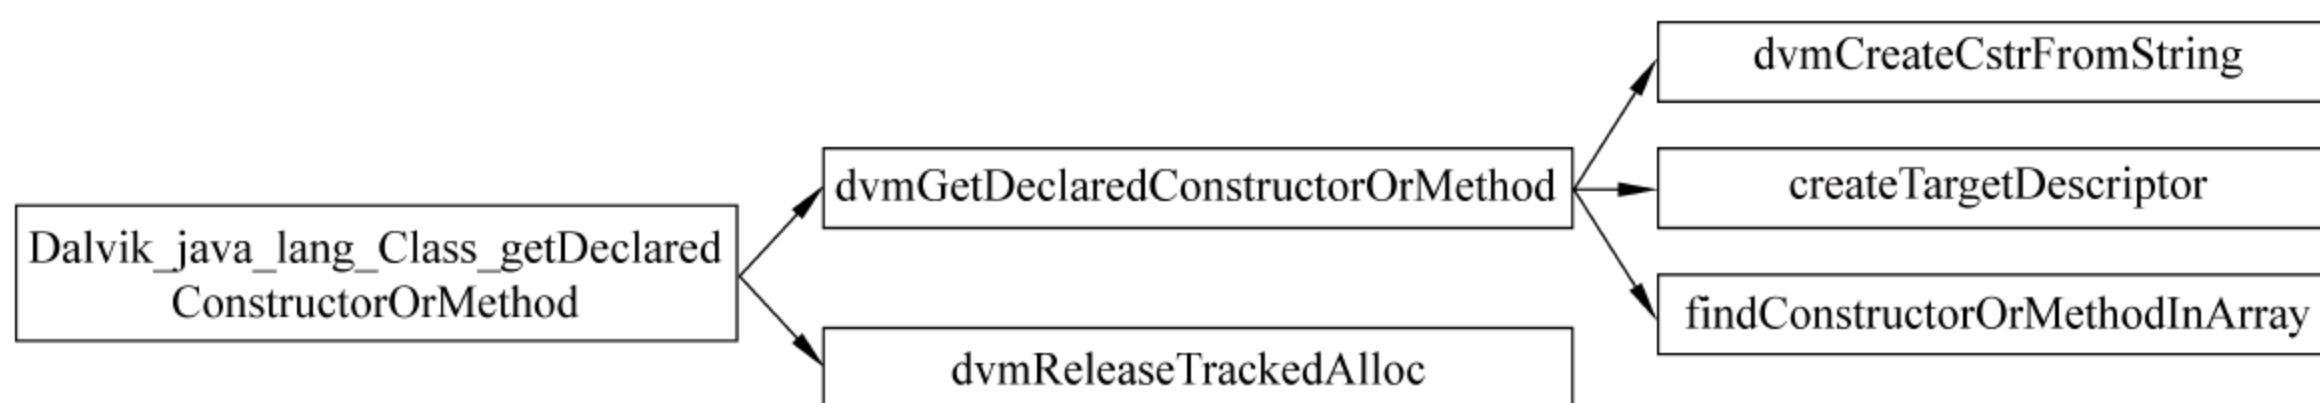 Dalvik_java_lang_Class_getDeclared
ConstructorOrMethod
dvmGetDeclaredConstructorOrMethod
dvmReleaseTrackedAlloc
dvmCreateCstrFromString
createTargetDescriptor
findConstructorOrMethodInArray